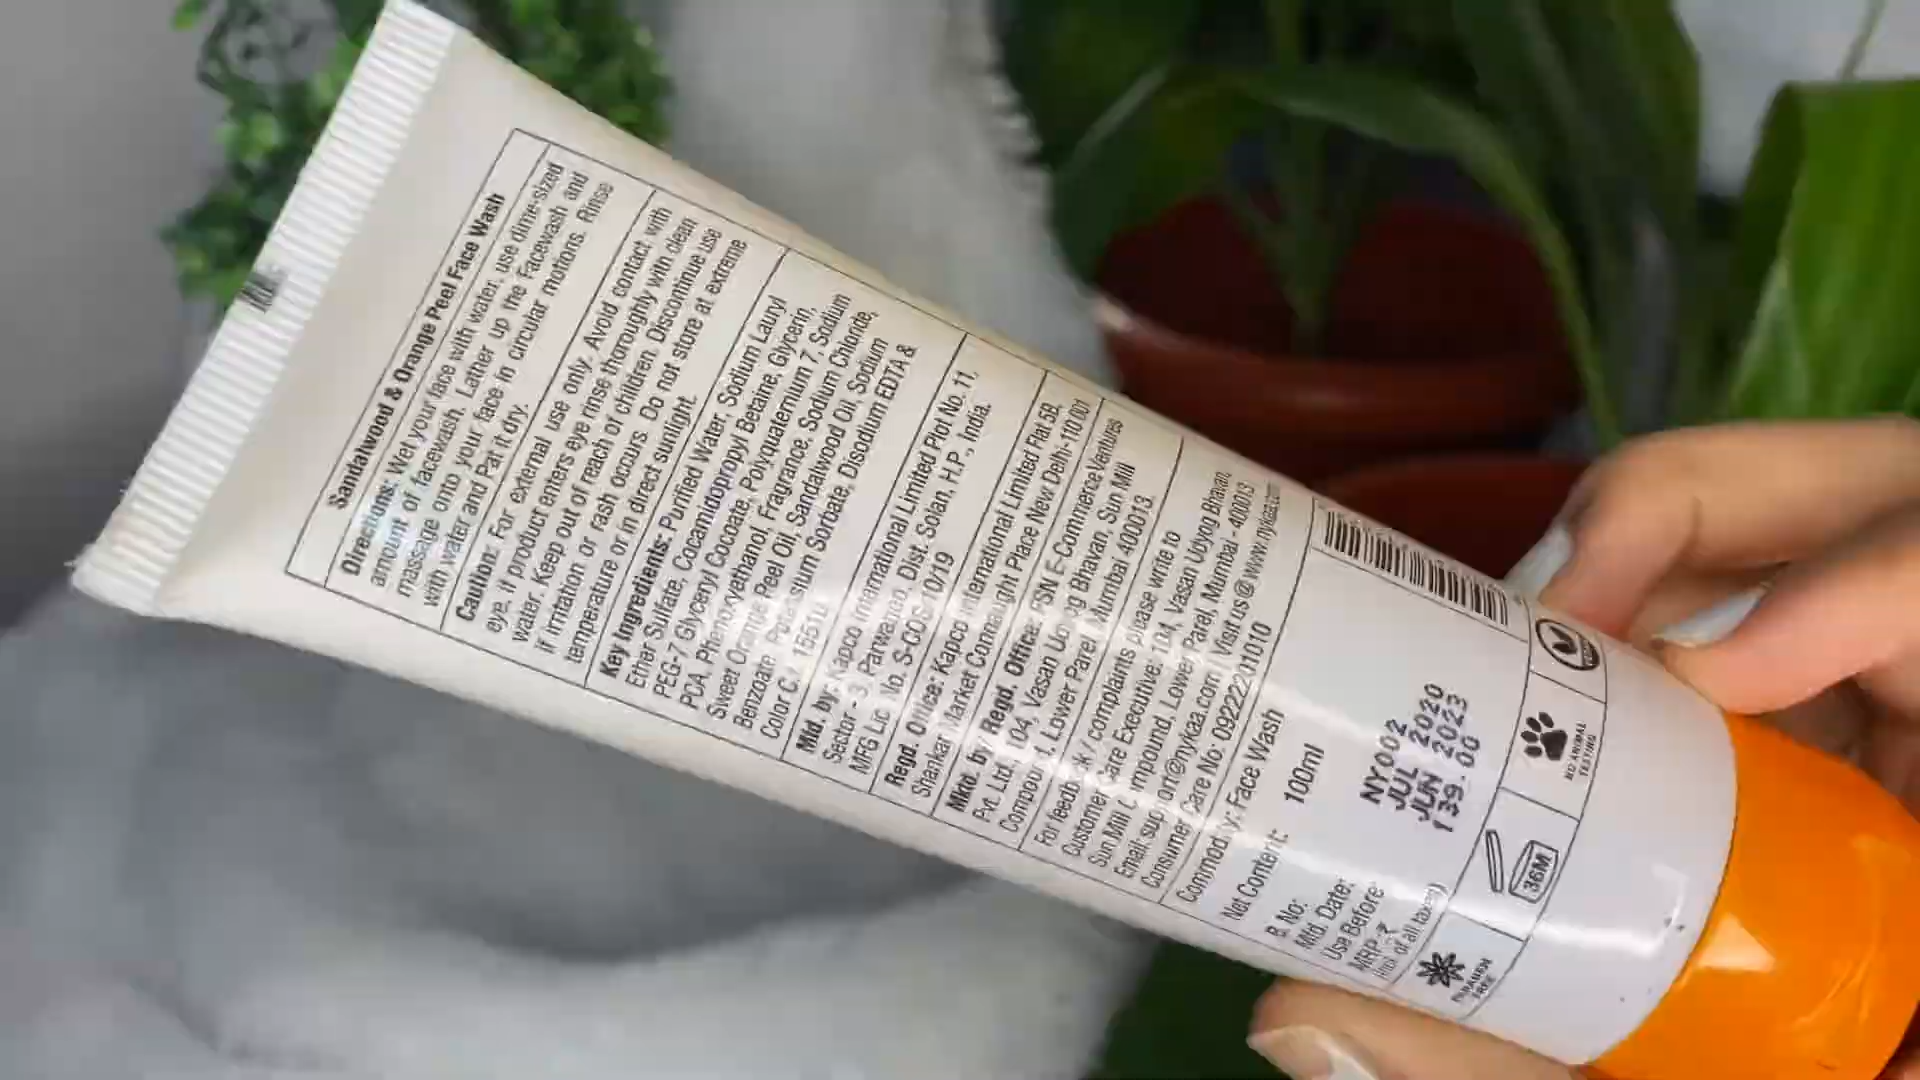 Sandalwood & Orange Peel Face Wash
Directions: Wet your face with water, use dime-sized
amount of facewash. Lather up the Facewash and
massage onto your face in circular motions. Rinse
with water and Pat it dry.
Caution: For external use only. Avoid contact with
eye. If product enters eye rinse thoroughly with clean
water. Keep out of reach of children. Discontinue use
if irritation or rash occurs. Do not store at extreme
temperature or in direct sunlight.
Key Ingredients: Purified Water, Sodium Lauryl
Ether Sulfate, Cocamidopropyl Betaine, Glycerin,
PEG-7 Glyceryl Cocoate, Polyquaternium 7, Sodium
PCA, Phenoxyethanol, Fragrance, Sodium Chloride,
Sweet Orange Peel Oil, Sandalwood Oil, Sodium
Benzoate, Potassium Sorbate, Disodium EDTA &
Color C.I. 15510
Mfd. by: Kapco International Limited Plot No. 11,
Sector - 3, Parwanoo, Dist. Solan, H.P., India.
MFG Lic No. S-COS/10/19
Regd. Office: Kapco International Limited Flat 5B,
Shankar Market Connaught Place New Delhi-110001
Mktd. by Regd. Office: FSN E-Commerce Ventures
Pvt. Ltd. 104, Vasan Udyog Bhavan, Sun Mill
Compound, Lower Parel Mumbai 400013.
For feedback / complaints please write to
Customer Care Executive: 104, Vasan Udyog Bhavan,
Sun Mill Compound, Lower Parel, Mumbai - 400013
Email:support@nykaa.com Visit us@www.nykaa.com
Consumer Care No: 09222201010
Commodity: Face Wash
Net Content: 100ml
B. No: NY002
Mfd. Date: JUL 2020
Use Before: JUN 2023
MRP ₹ 139.00
(Incl. of all taxes)
PARABEN
FREE
36M
NO ANIMAL
TESTING